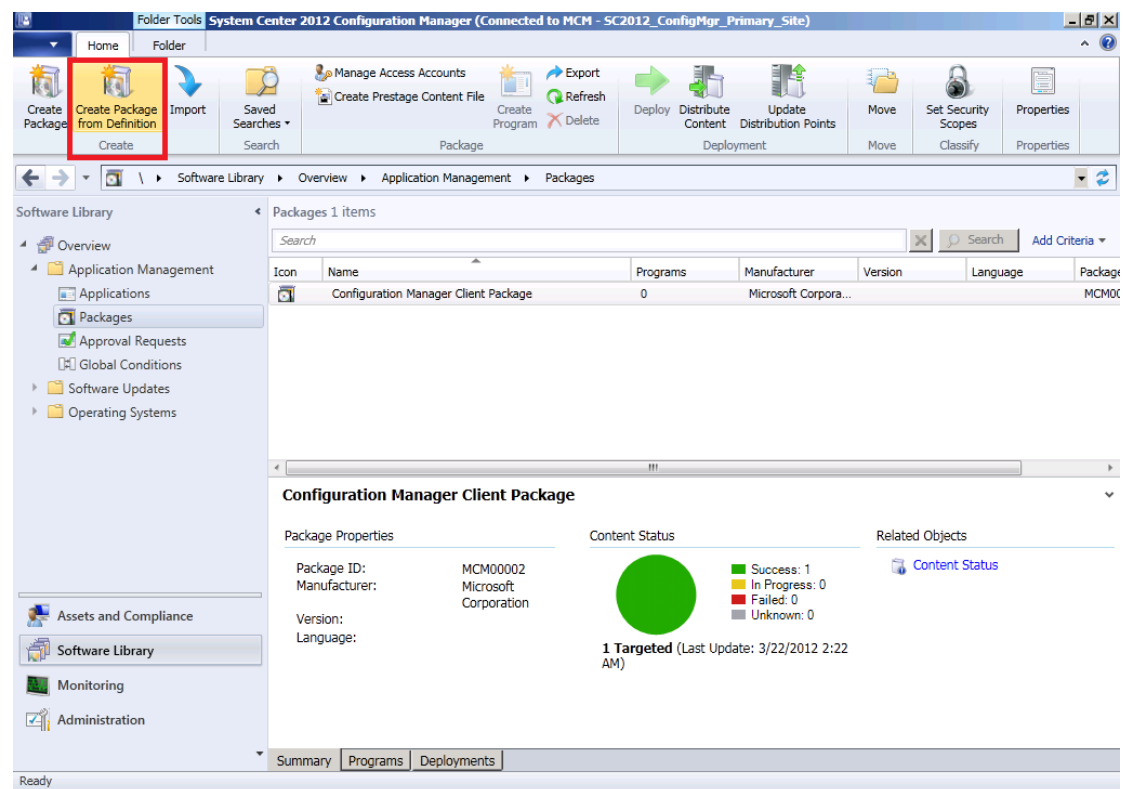 Folder Tools System Center 2012 Configuration Manager (Connected to MCM - SC2012_ConfigMgr_Primary_Site)
Home Folder
Create Package
Create Package from Definition
Import
Saved Searches
Manage Access Accounts
Create Prestage Content File
Create Program
Export
Refresh
Delete
Deploy
Distribute Content
Update Distribution Points
Move
Set Security Scopes
Properties
Create Search Package Deployment Move Classify Properties
\ Software Library Overview Application Management Packages
Software Library
Overview
Application Management
Applications
Packages
Approval Requests
Global Conditions
Software Updates
Operating Systems
Assets and Compliance
Software Library
Monitoring
Administration
Packages 1 items
Search
Search Add Criteria
Icon Name Programs Manufacturer Version Language Package
Configuration Manager Client Package 0 Microsoft Corpora... MCM00
Configuration Manager Client Package
Package Properties
Package ID: MCM00002
Manufacturer: Microsoft
Corporation
Version:
Language:
Content Status
Success: 1
In Progress: 0
Failed: 0
Unknown: 0
1 Targeted (Last Update: 3/22/2012 2:22
AM)
Related Objects
Content Status
Summary Programs Deployments
Ready